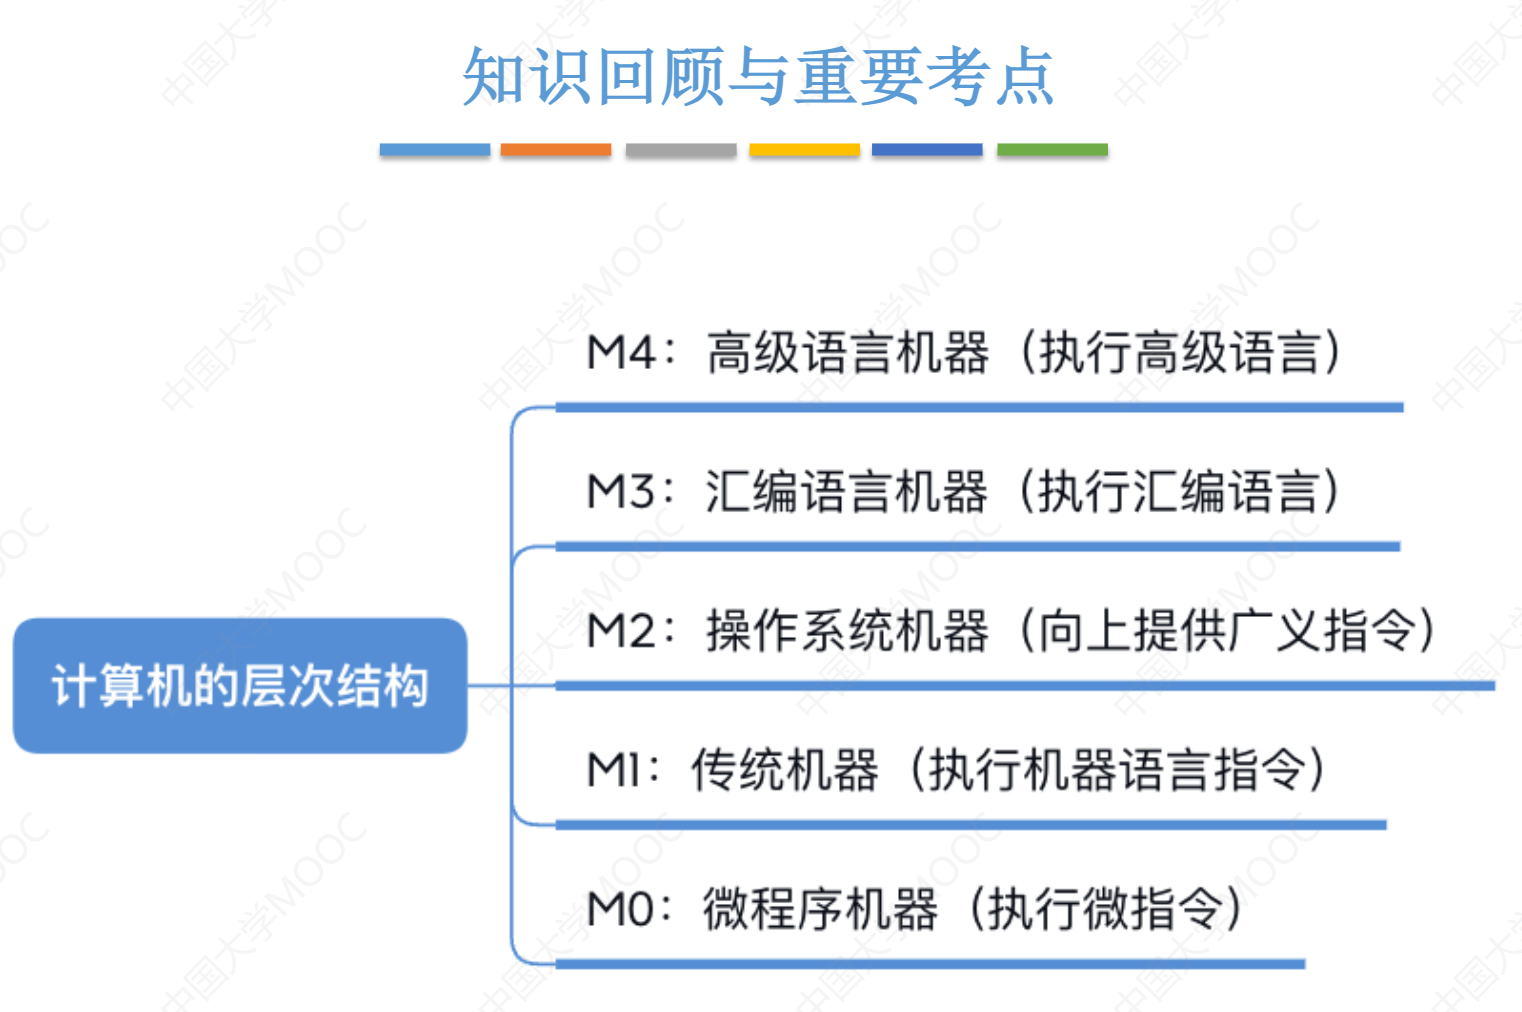 知识回顾与重要考点
M4：高级语言机器（执行高级语言）
M3：汇编语言机器（执行汇编语言）
M2：操作系统机器（向上提供广义指令）
计算机的层次结构
M1：传统机器（执行机器语言指令）
M0：微程序机器（执行微指令）
中国大学MOOC